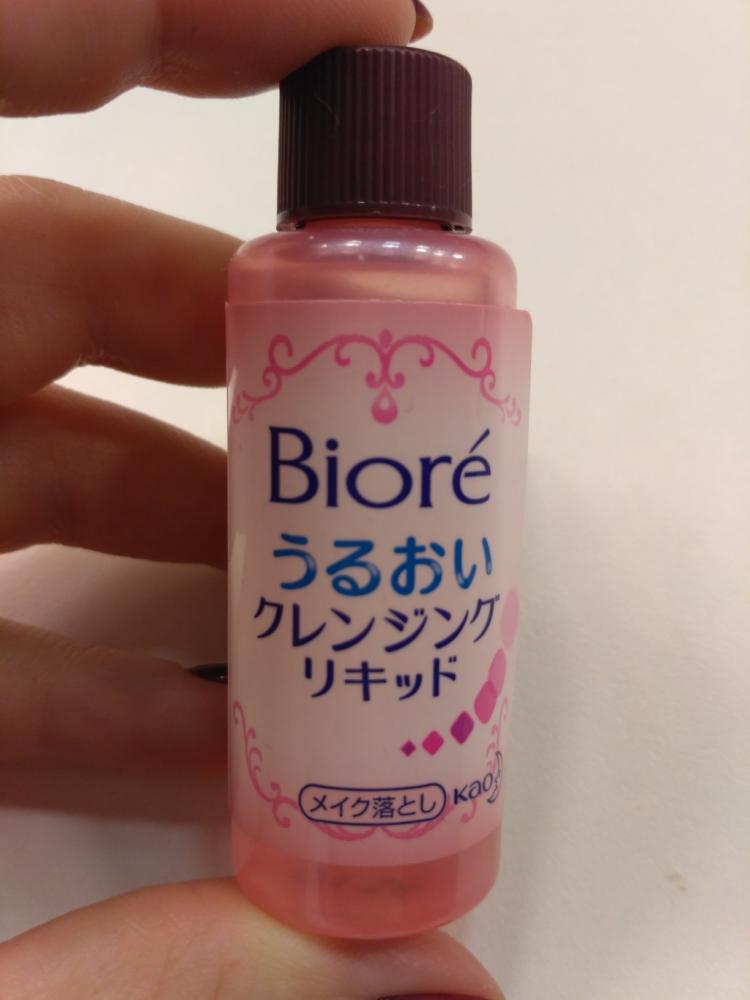 Bioré
うるおい
クレンジング
リキッド
メイク落とし
Kao